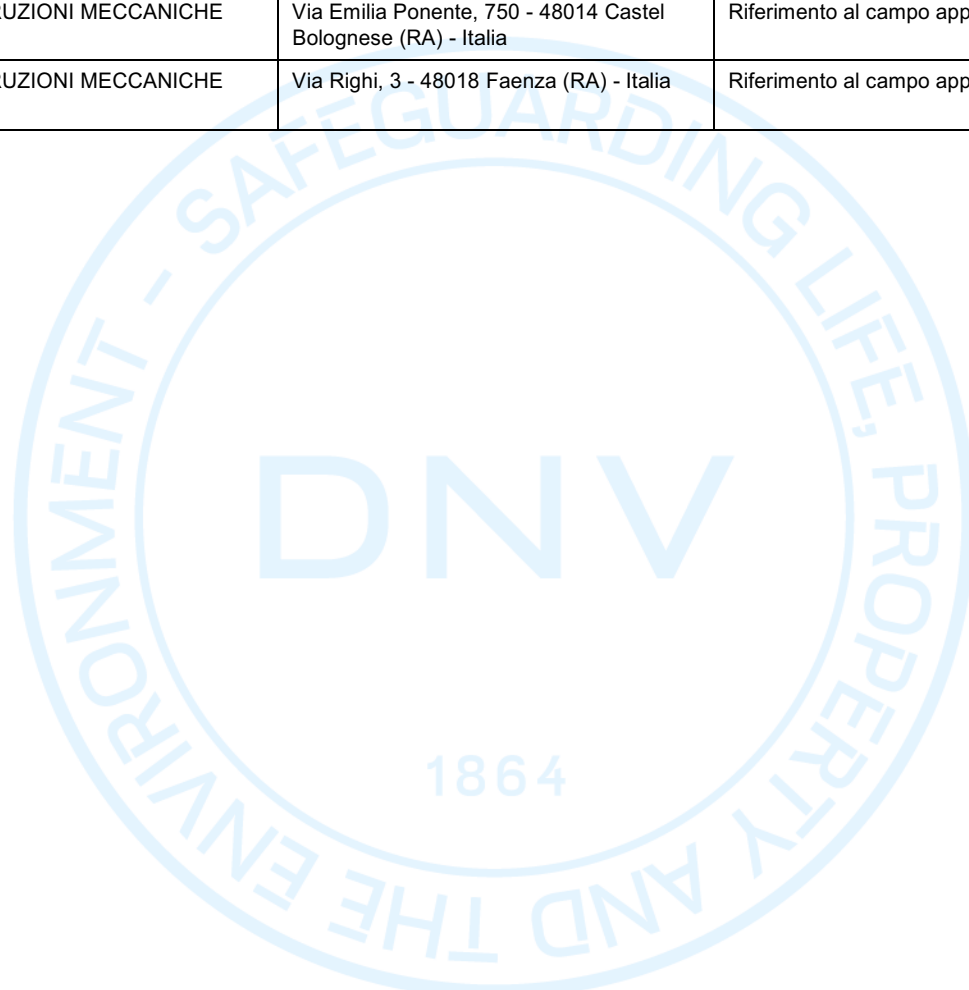 RUZIONI MECCANICHE Via Emilia Ponente, 750 - 48014 Castel Riferimento al campo app
Bolognese (RA) - Italia
RUZIONI MECCANICHE Via Righi, 3 - 48018 Faenza (RA) - Italia Riferimento al campo app
SAFEGUARDING LIFE, PROPERTY AND THE ENVIRONMENT -
DNV
1864